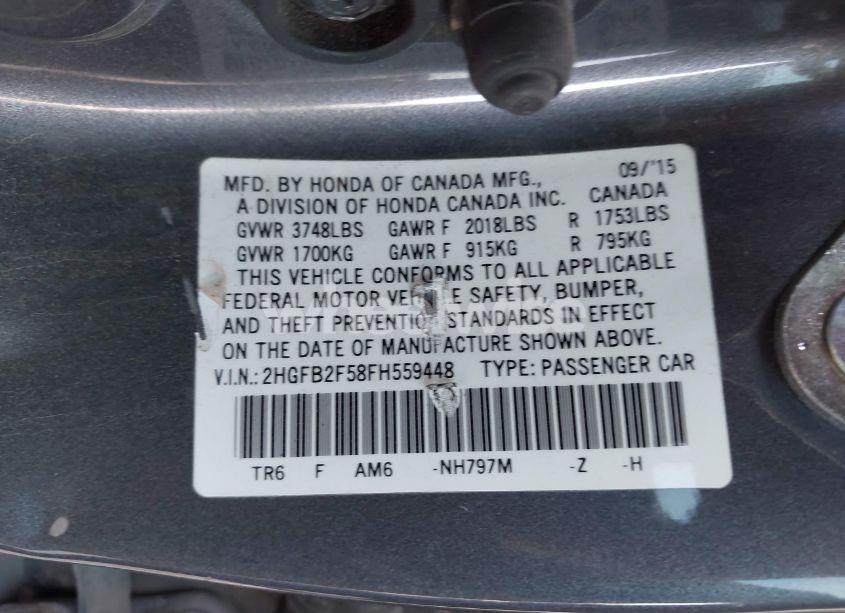 MFD. BY HONDA OF CANADA MFG., 09/'15
A DIVISION OF HONDA CANADA INC. CANADA
GVWR 3748LBS GAWR F 2018LBS R 1753LBS
GVWR 1700KG GAWR F 915KG R 795KG
THIS VEHICLE CONFORMS TO ALL APPLICABLE
FEDERAL MOTOR VEHICLE SAFETY, BUMPER,
AND THEFT PREVENTION STANDARDS IN EFFECT
ON THE DATE OF MANUFACTURE SHOWN ABOVE.
V.I.N.: 2HGFB2F58FH559448 TYPE: PASSENGER CAR
TR6 F AM6 -NH797M -Z -H